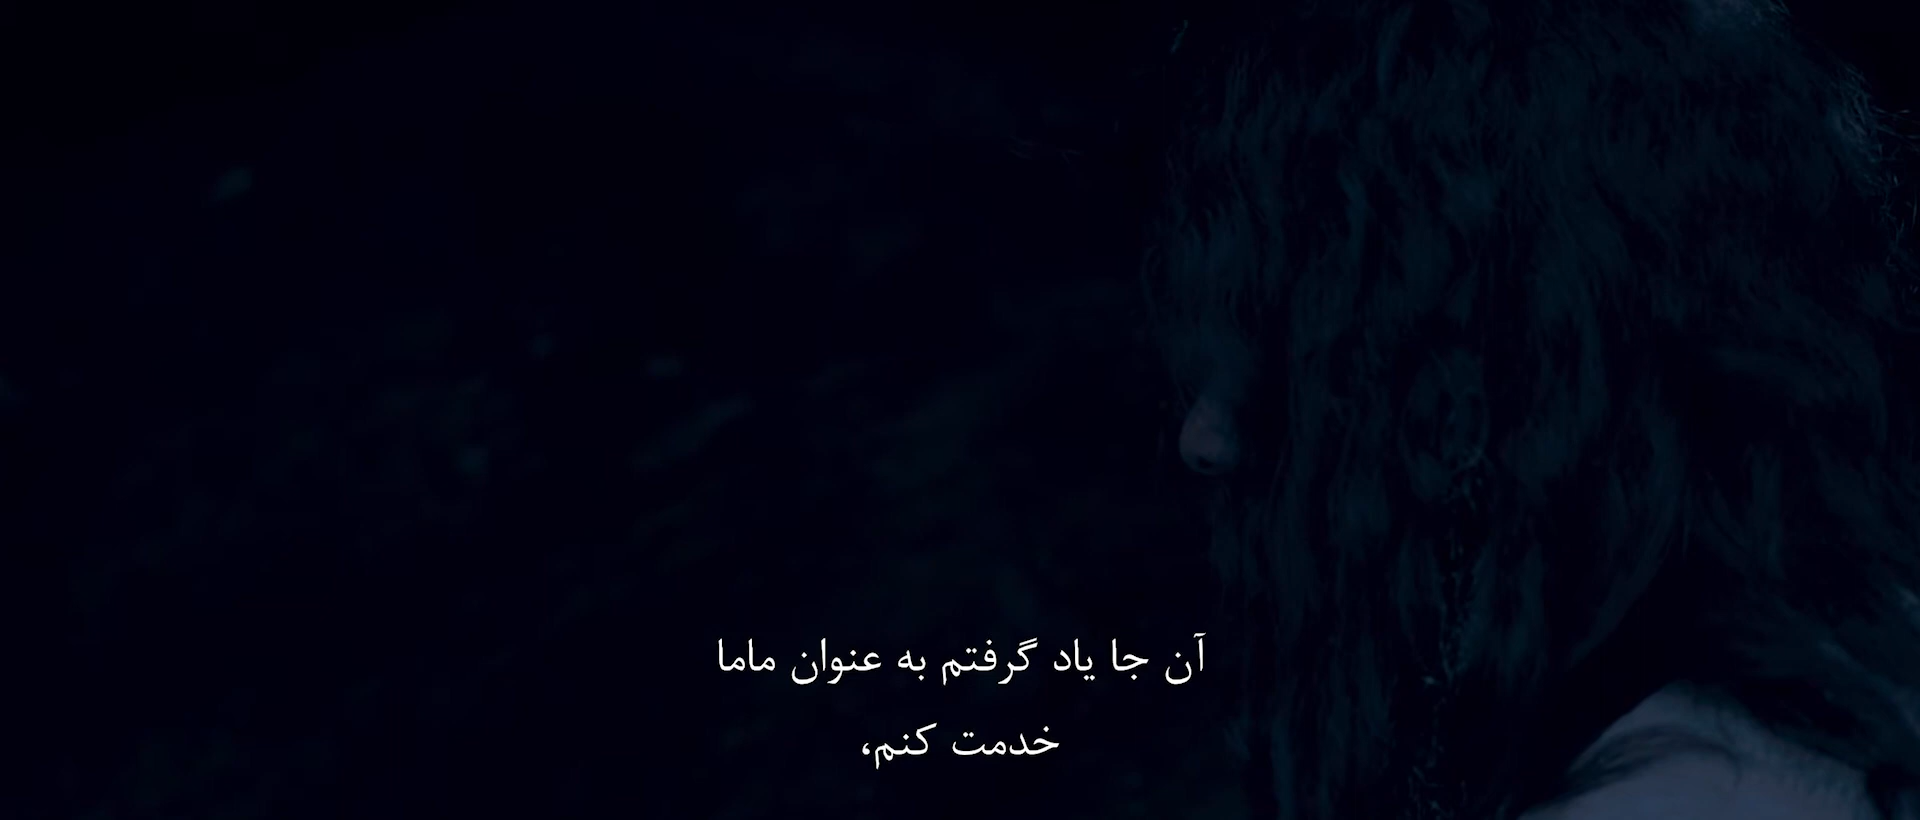 آن جا یاد گرفتم به عنوان ماما
خدمت کنم،